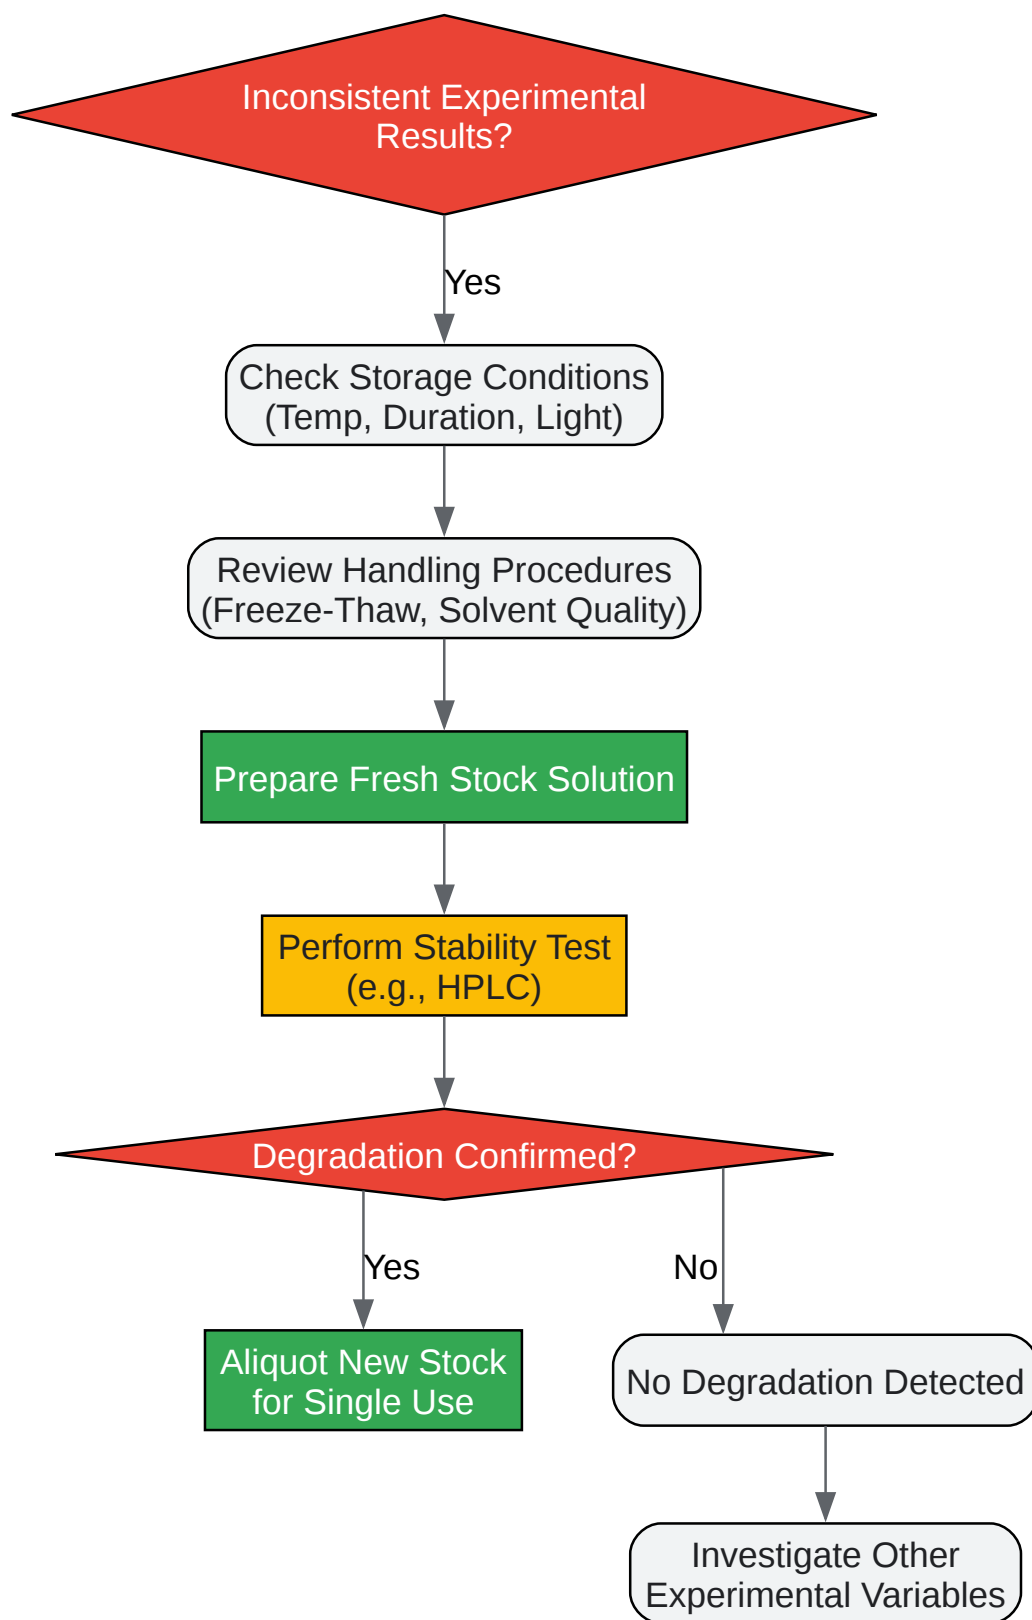 Inconsistent Experimental
Results?
Yes
Check Storage Conditions
(Temp, Duration, Light)
Review Handling Procedures
(Freeze-Thaw, Solvent Quality)
Prepare Fresh Stock Solution
Perform Stability Test
(e.g., HPLC)
Degradation Confirmed?
Yes
No
Aliquot New Stock
for Single Use
No Degradation Detected
Investigate Other
Experimental Variables